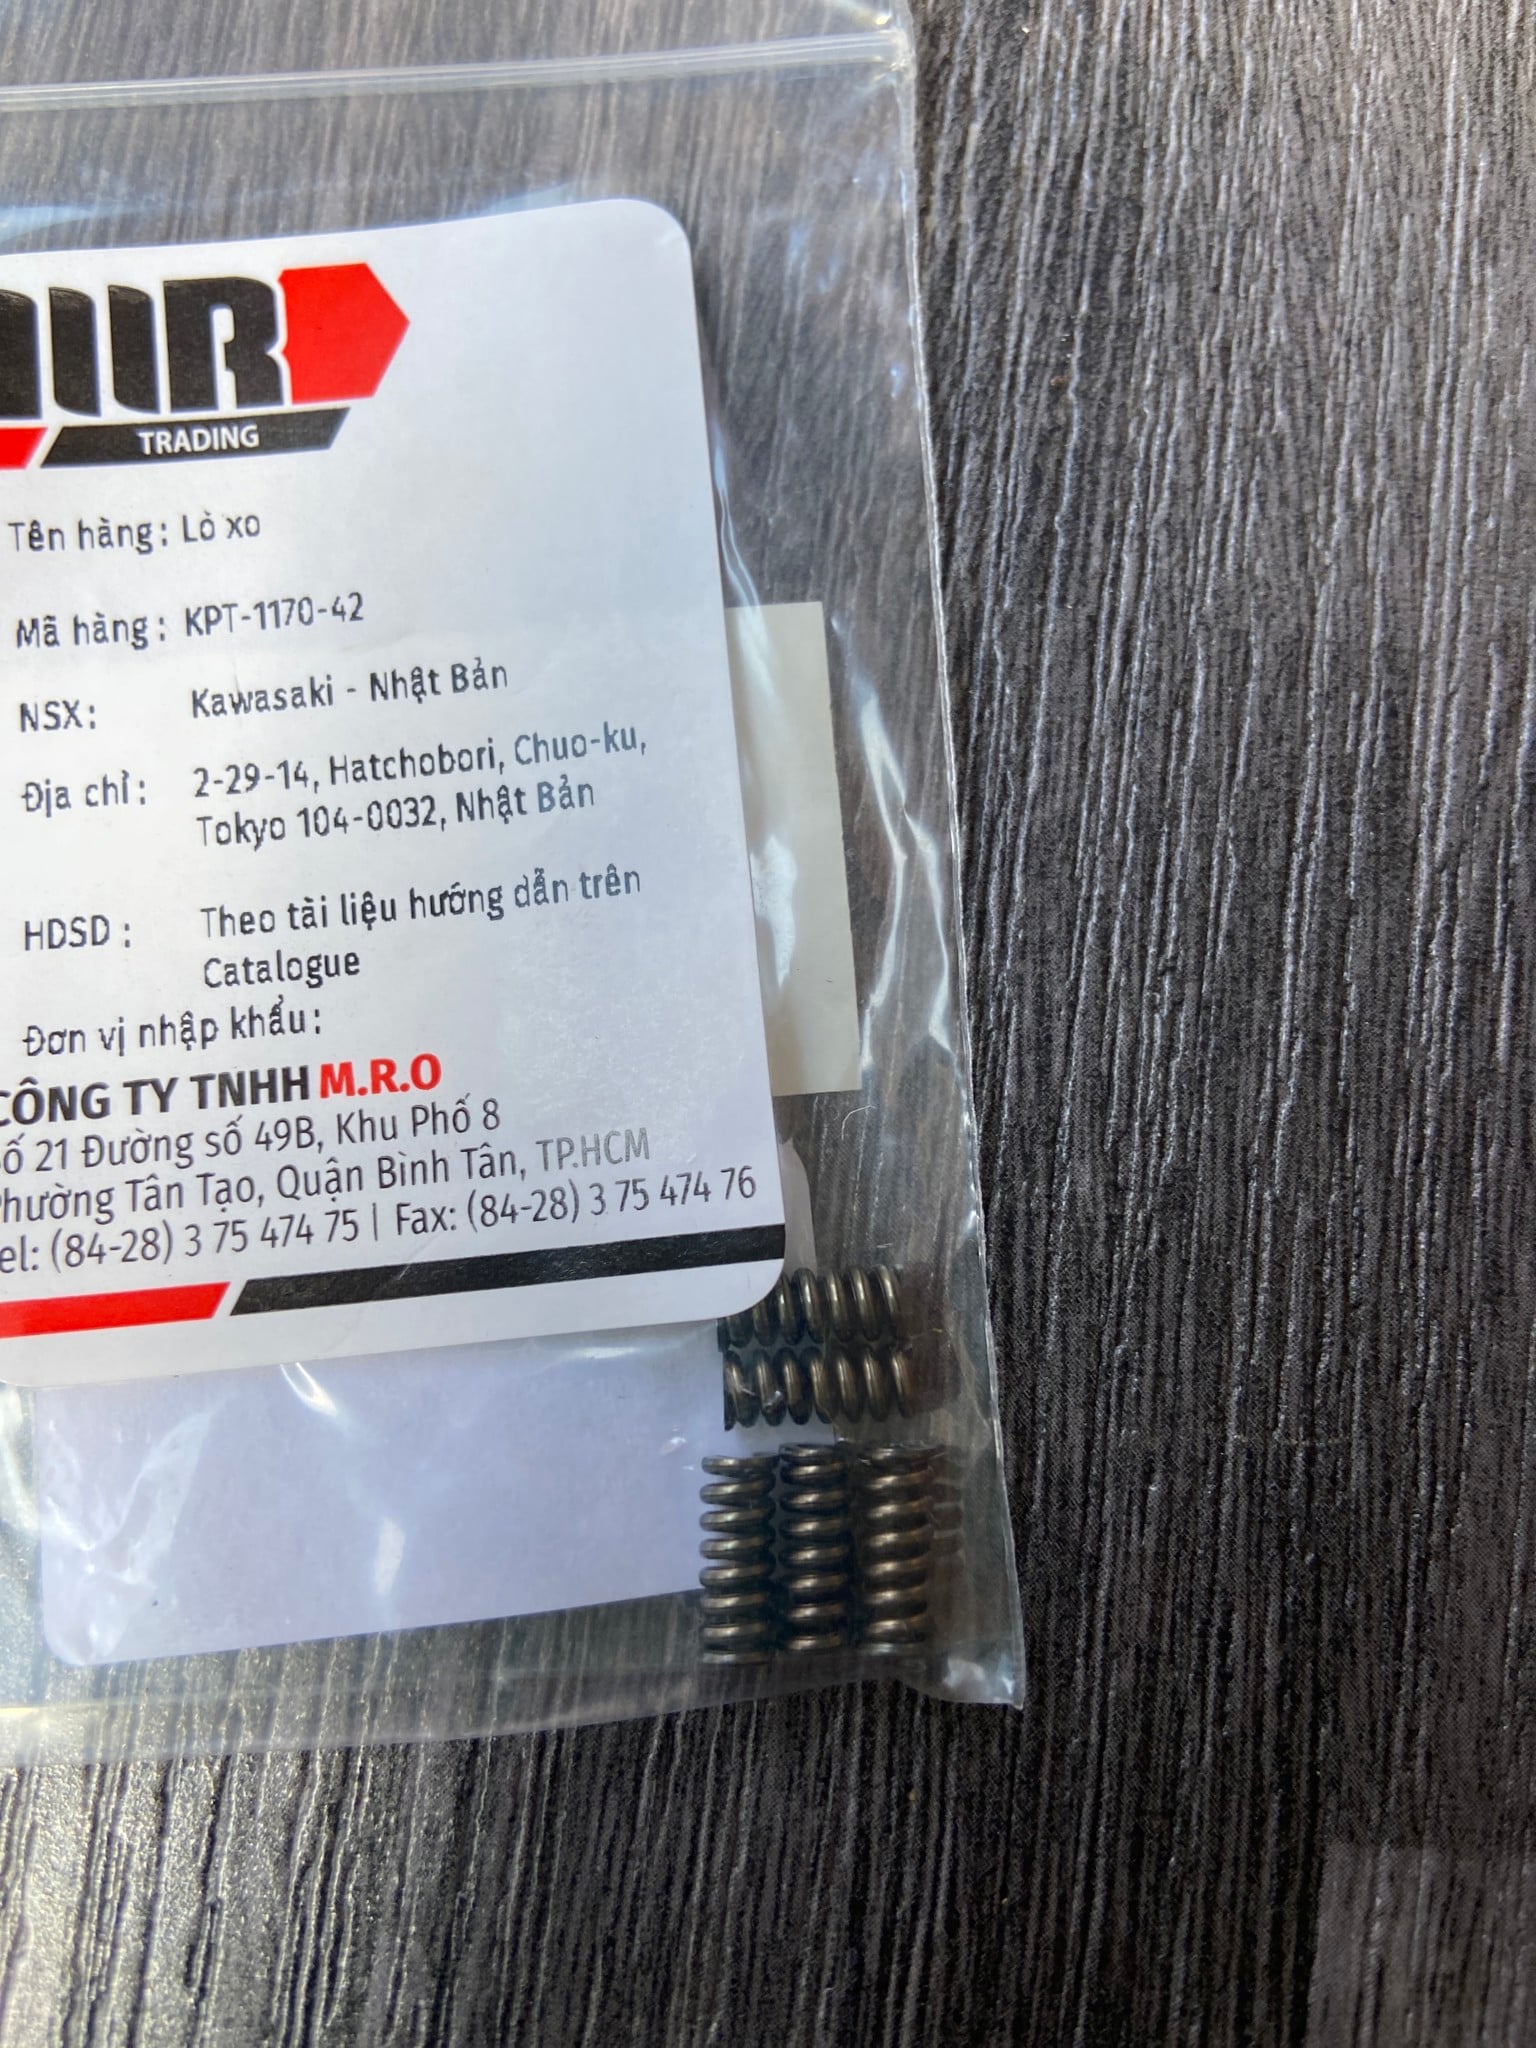 TRADING
Tên hàng: Lò xo
Mã hàng: KPT-1170-42
NSX: Kawasaki - Nhật Bản
Địa chỉ: 2-29-14, Hatchobori, Chuo-ku,
Tokyo 104-0032, Nhật Bản
HDSD: Theo tài liệu hướng dẫn trên
Catalogue
Đơn vị nhập khẩu:
CÔNG TY TNHH M.R.O
21 Đường số 49B, Khu Phố 8
Phường Tân Tạo, Quận Bình Tân, TP.HCM
(84-28) 3 75 474 75 | Fax: (84-28) 3 75 474 76